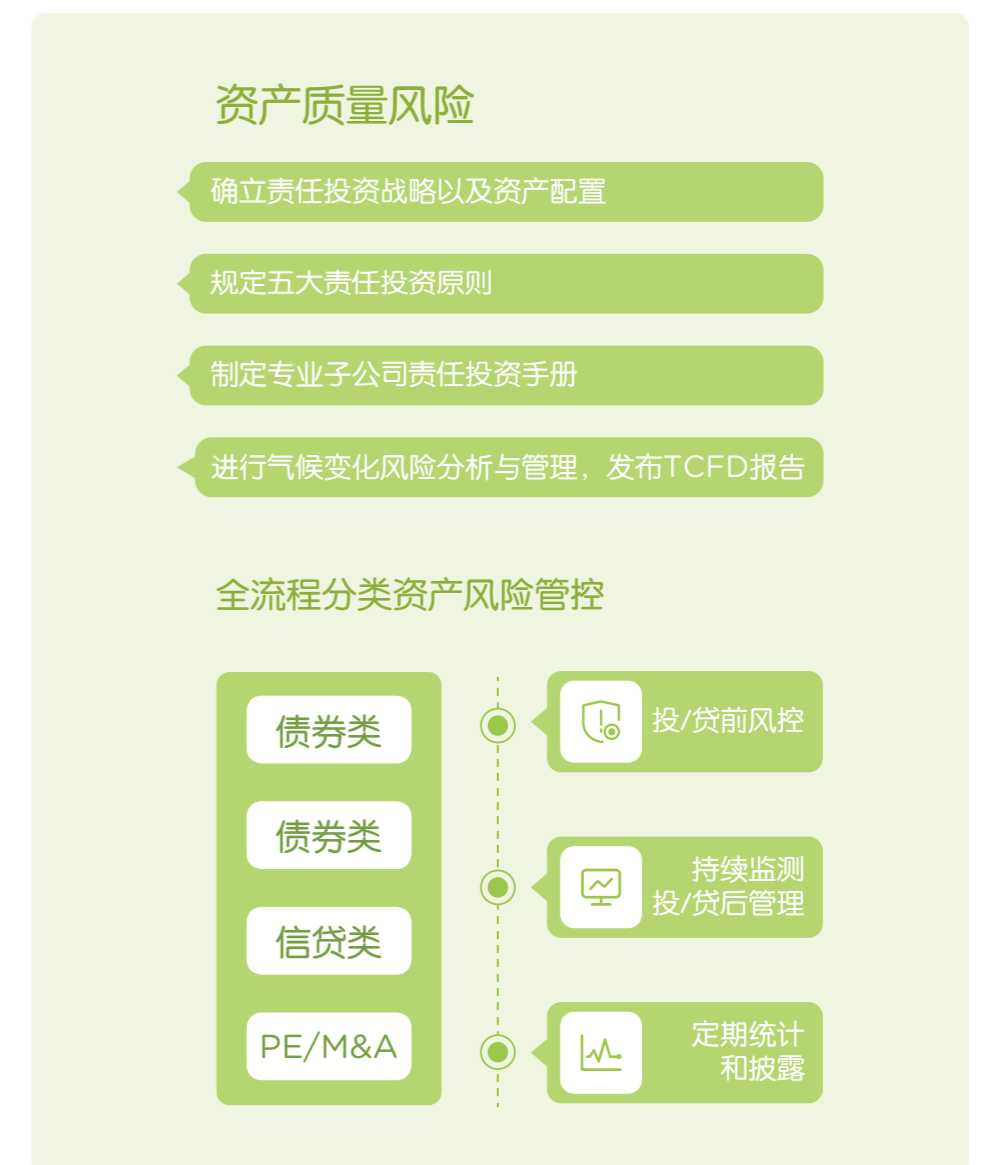 资产质量风险
确立责任投资战略以及资产配置
规定五大责任投资原则
制定专业子公司责任投资手册
进行气候变化风险分析与管理，发布TCFD报告
全流程分类资产风险管控
债券类
债券类
信贷类
PE/M&A
投/贷前风控
持续监测
投/贷后管理
定期统计
和披露